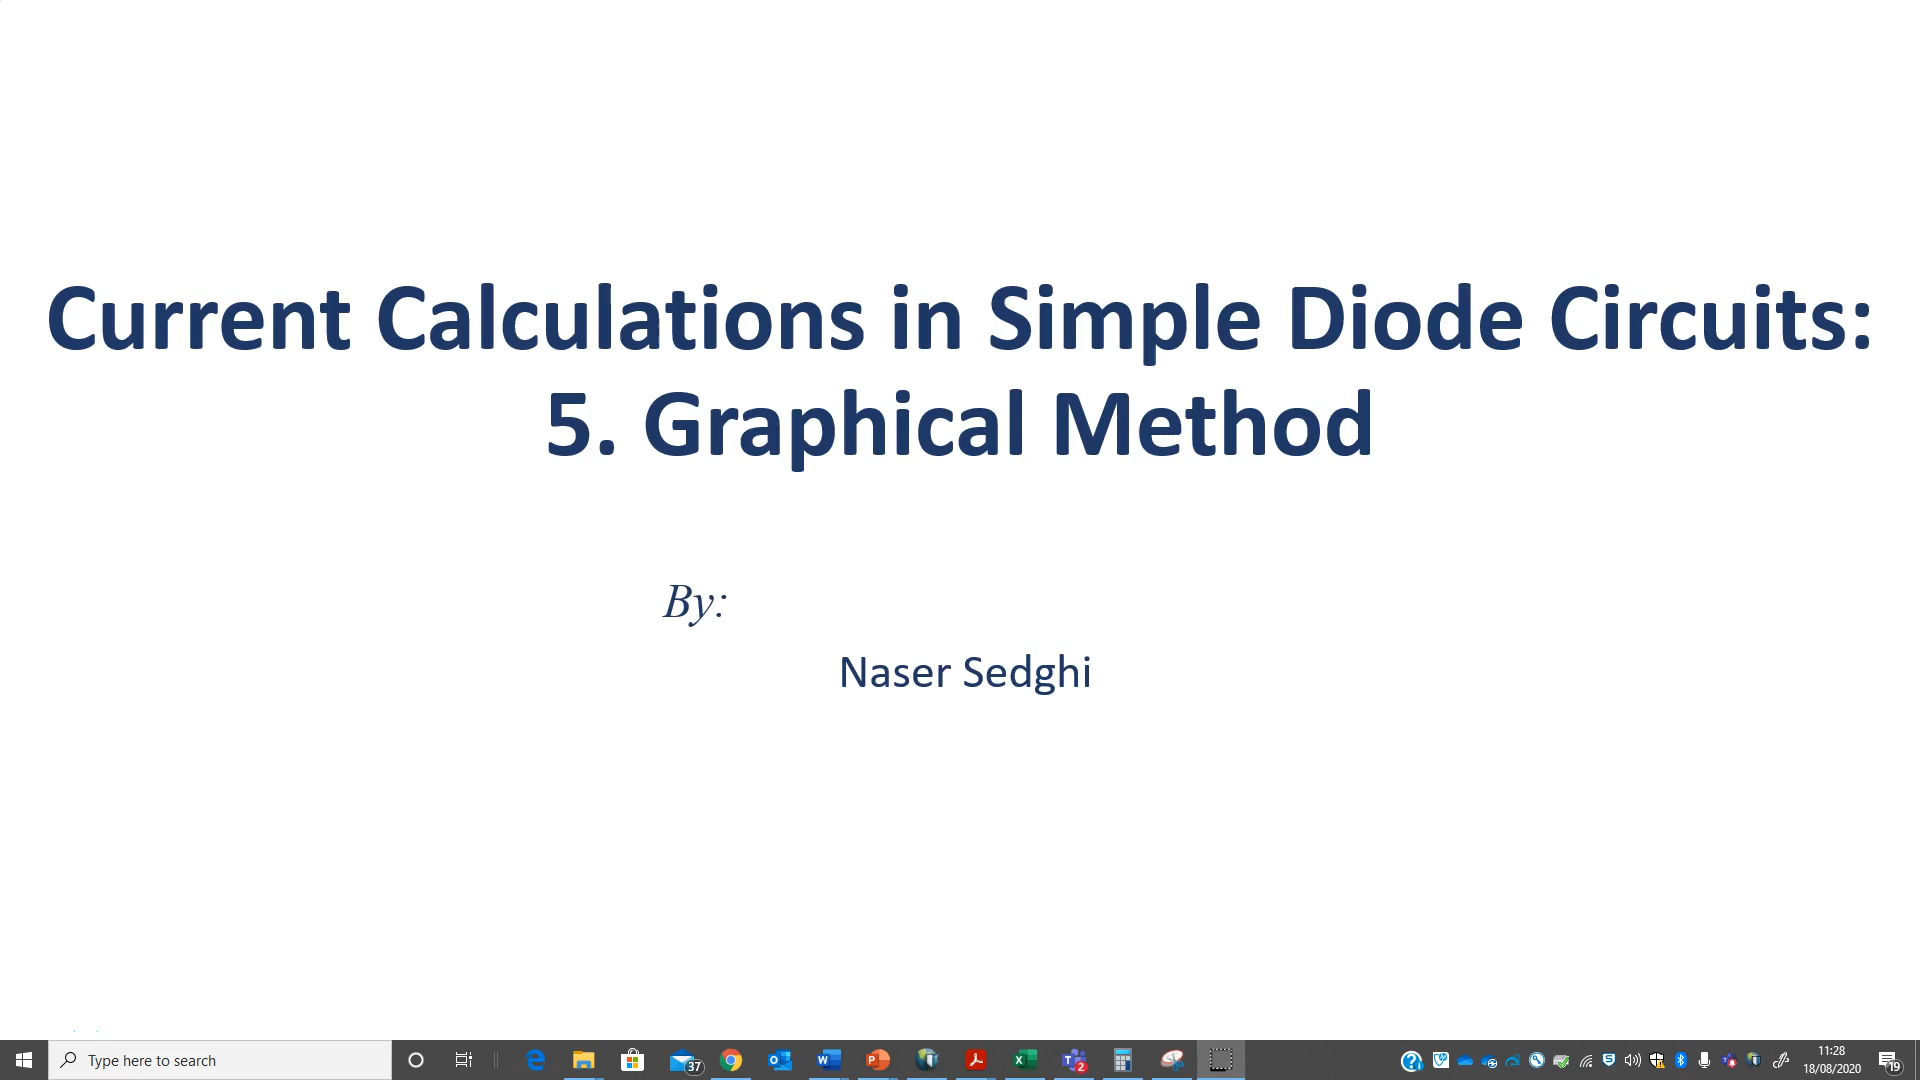 Current Calculations in Simple Diode Circuits:
5. Graphical Method
By:
Naser Sedghi
Type here to search
37
2
11:28
18/08/2020
19